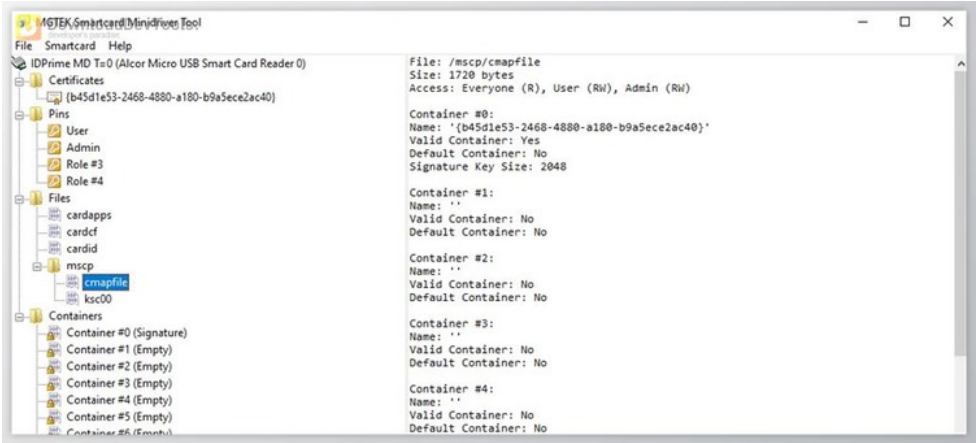 MGTEK Smartcard Minidriver Tool
developer's paradise
File Smartcard Help
IDPrime MD T=0 (Alcor Micro USB Smart Card Reader 0)
Certificates
{b45d1e53-2468-4880-a180-b9a5ece2ac40}
Pins
User
Admin
Role #3
Role #4
Files
cardapps
cardcf
cardid
mscp
cmapfile
ksc00
Containers
Container #0 (Signature)
Container #1 (Empty)
Container #2 (Empty)
Container #3 (Empty)
Container #4 (Empty)
Container #5 (Empty)
Container #6 (Empty)
File: /mscp/cmapfile
Size: 1720 bytes
Access: Everyone (R), User (RW), Admin (RW)
Container #0:
Name: '{b45d1e53-2468-4880-a180-b9a5ece2ac40}'
Valid Container: Yes
Default Container: No
Signature Key Size: 2048
Container #1:
Name: ''
Valid Container: No
Default Container: No
Container #2:
Name: ''
Valid Container: No
Default Container: No
Container #3:
Name: ''
Valid Container: No
Default Container: No
Container #4:
Name: ''
Valid Container: No
Default Container: No